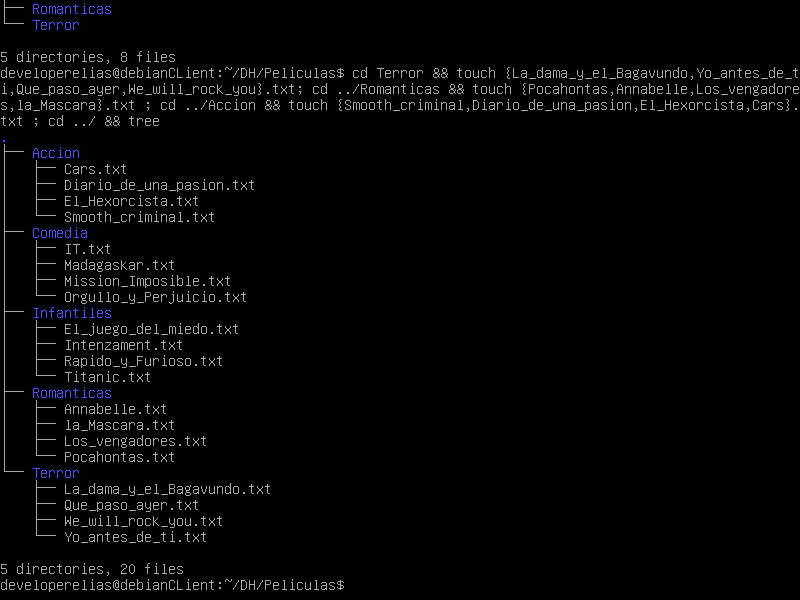 ├── Romanticas
└── Terror

5 directories, 8 files
developerelias@debianCLient:~/DH/Peliculas$ cd Terror && touch {La_dama_y_el_Bagavundo,Yo_antes_de_t
i,Que_paso_ayer,We_will_rock_you}.txt; cd ../Romanticas && touch {Pocahontas,Annabelle,Los_vengadore
s,la_Mascara}.txt ; cd ../Accion && touch {Smooth_criminal,Diario_de_una_pasion,El_Hexorcista,Cars}.
txt ; cd ../ && tree
.
├── Accion
│   ├── Cars.txt
│   ├── Diario_de_una_pasion.txt
│   ├── El_Hexorcista.txt
│   └── Smooth_criminal.txt
├── Comedia
│   ├── IT.txt
│   ├── Madagaskar.txt
│   ├── Mission_Imposible.txt
│   └── Orgullo_y_Perjuicio.txt
├── Infantiles
│   ├── El_juego_del_miedo.txt
│   ├── Intenzament.txt
│   ├── Rapido_y_Furioso.txt
│   └── Titanic.txt
├── Romanticas
│   ├── Annabelle.txt
│   ├── la_Mascara.txt
│   ├── Los_vengadores.txt
│   └── Pocahontas.txt
└── Terror
    ├── La_dama_y_el_Bagavundo.txt
    ├── Que_paso_ayer.txt
    ├── We_will_rock_you.txt
    └── Yo_antes_de_ti.txt

5 directories, 20 files
developerelias@debianCLient:~/DH/Peliculas$